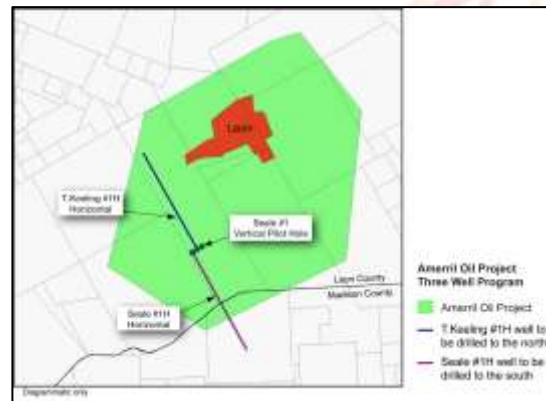 Leon
T.Keeling #1H
Horizontal
Seale #1
Vertical Pilot Hole
Seale #1H
Horizontal
Leon County
Madison County
Diagrammatic only
Amerril Oil Project
Three Well Program
Amerril Oil Project
T.Keeling #1H well to
be drilled to the north
Seale #1H well to be
drilled to the south